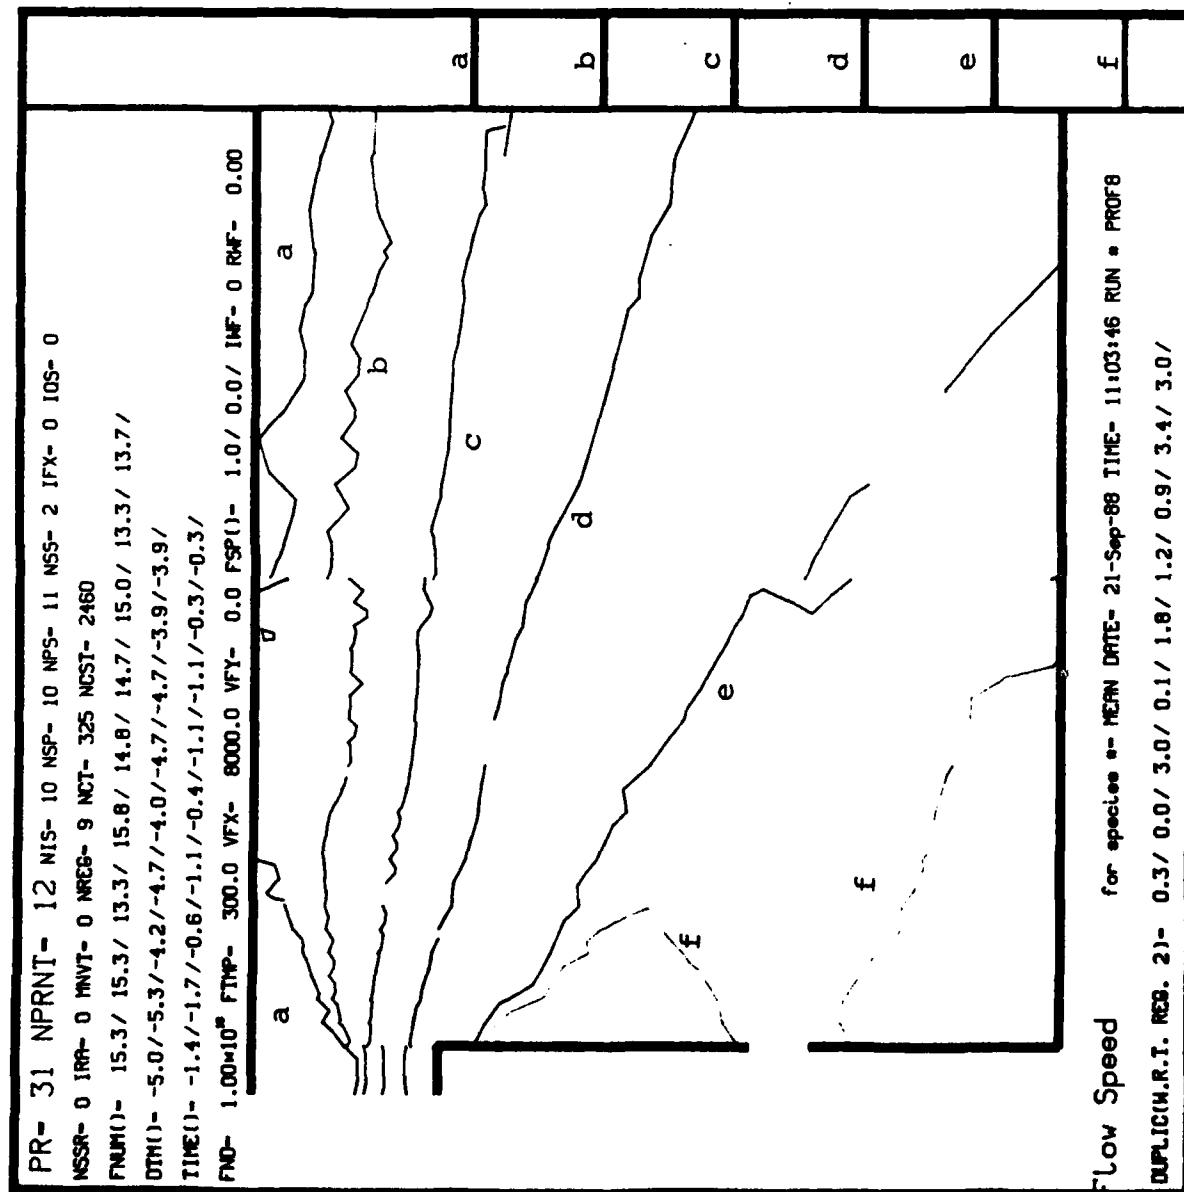 PR- 31 NPRNT- 12 NIS- 10 NSP- 10 NPS- 11 NSS- 2 IFX- 0 IOS- 0
NSSR- 0 IRA- 0 MNVT- 0 NREG- 9 NCT- 325 NCST- 2460
FNUM()- 15.3/ 15.3/ 13.3/ 15.8/ 14.8/ 14.7/ 15.0/ 13.3/ 13.7/
DTM()- -5.0/-5.3/-4.2/-4.7/-4.0/-4.7/-4.7/-3.9/-3.9/
TIME()- -1.4/-1.7/-0.6/-1.1/-0.4/-1.1/-1.1/-0.3/-0.3/
FND- 1.00×10²⁰ FTMP- 300.0 VFX- 8000.0 VFY- 0.0 FSP()- 1.0/ 0.0/ IWF- 0 RWF- 0.00
a
a
b
c
d
e
f
f
Flow Speed for species *- MEAN DATE- 21-Sep-88 TIME- 11:03:46 RUN * PROF8
DUPLIC(W.R.T. REG. 2)- 0.3/ 0.0/ 3.0/ 0.1/ 1.8/ 1.2/ 0.9/ 3.4/ 3.0/
a
b
c
d
e
f